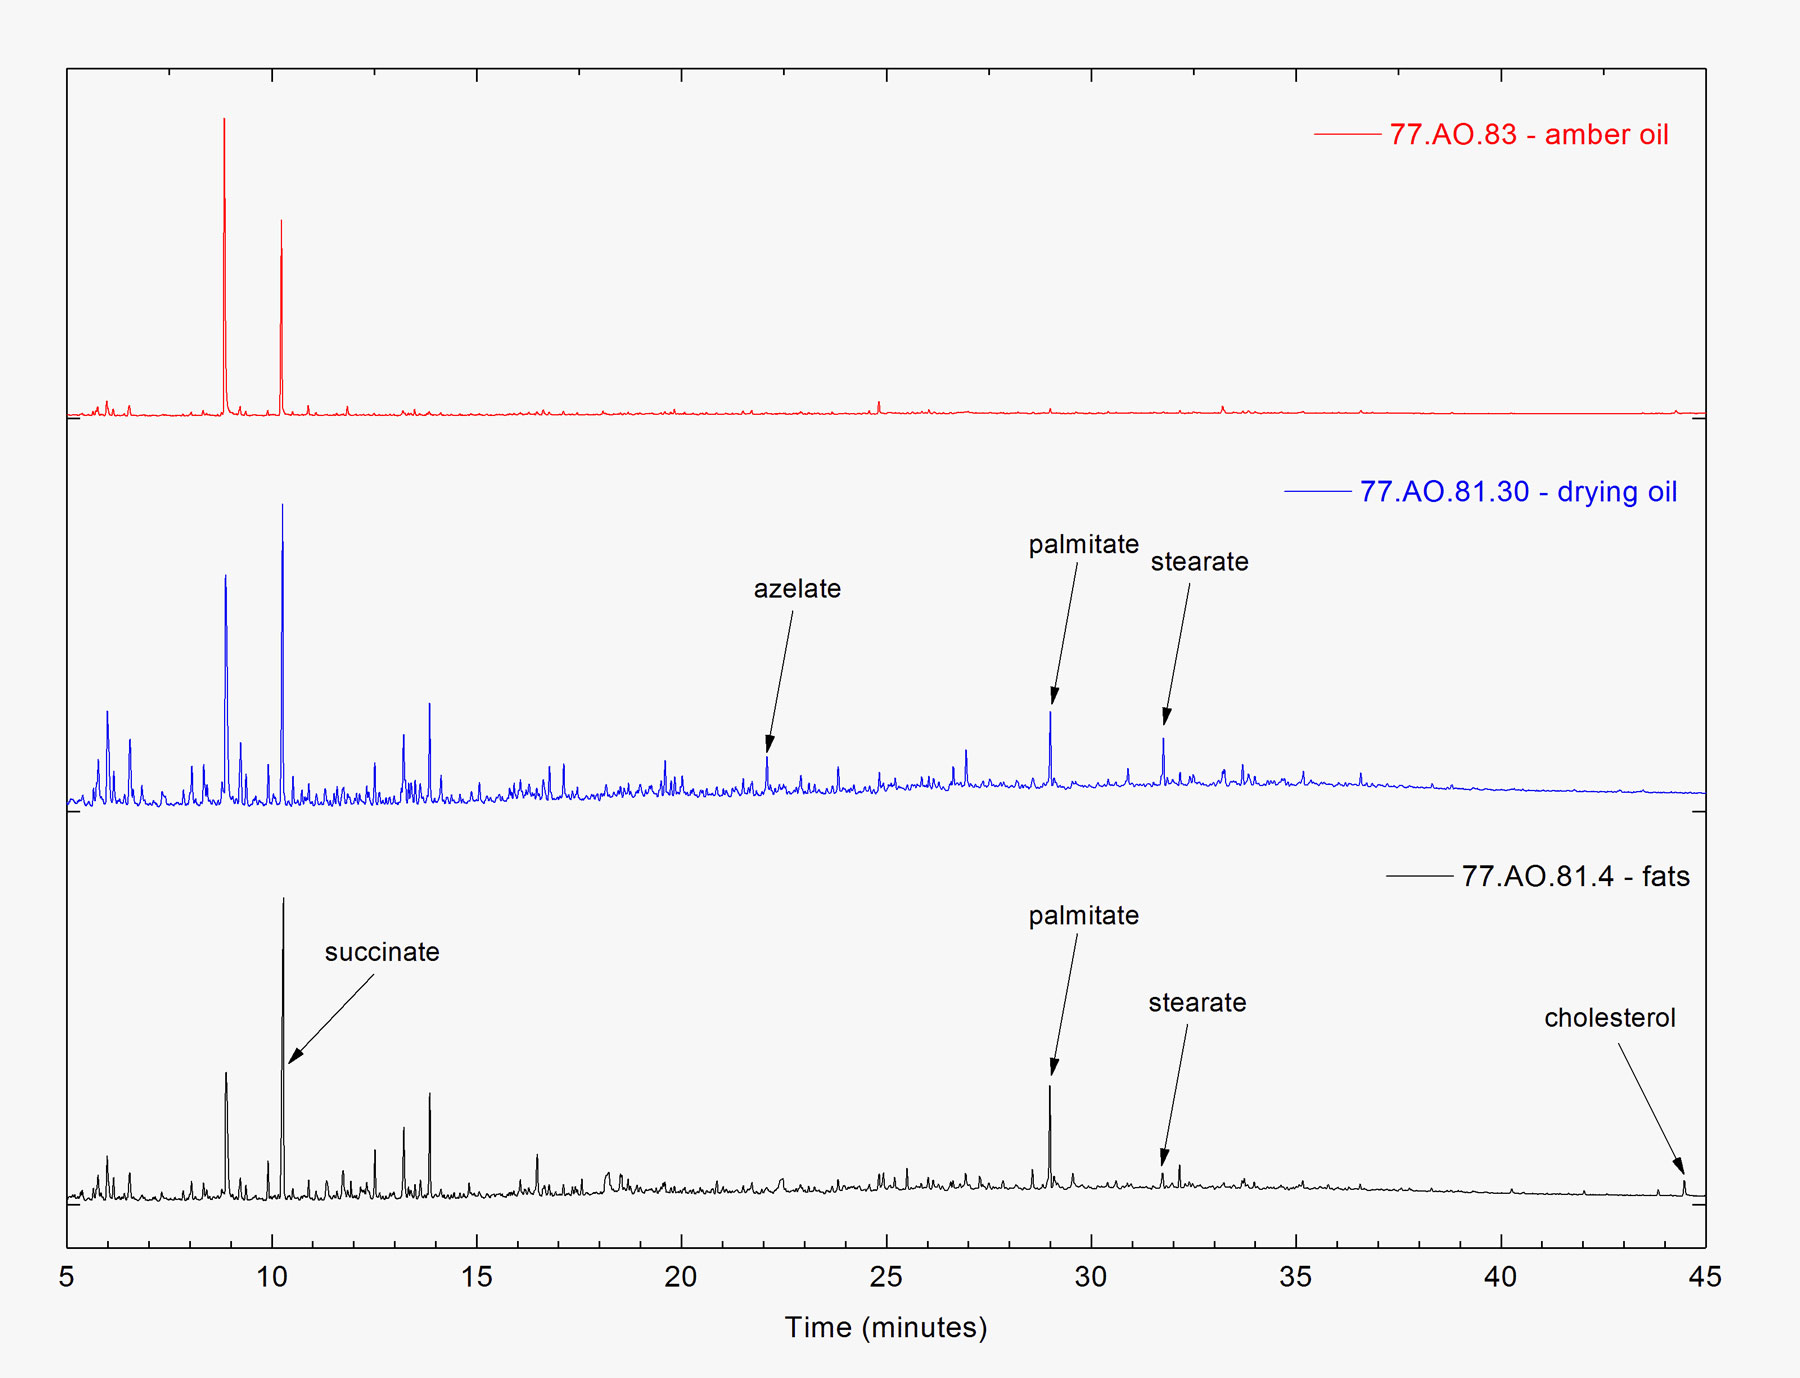 77.AO.83 - amber oil
77.AO.81.30 - drying oil
palmitate
stearate
azelate
77.AO.81.4 - fats
palmitate
succinate
stearate
cholesterol
5 10 15 20 25 30 35 40 45
Time (minutes)